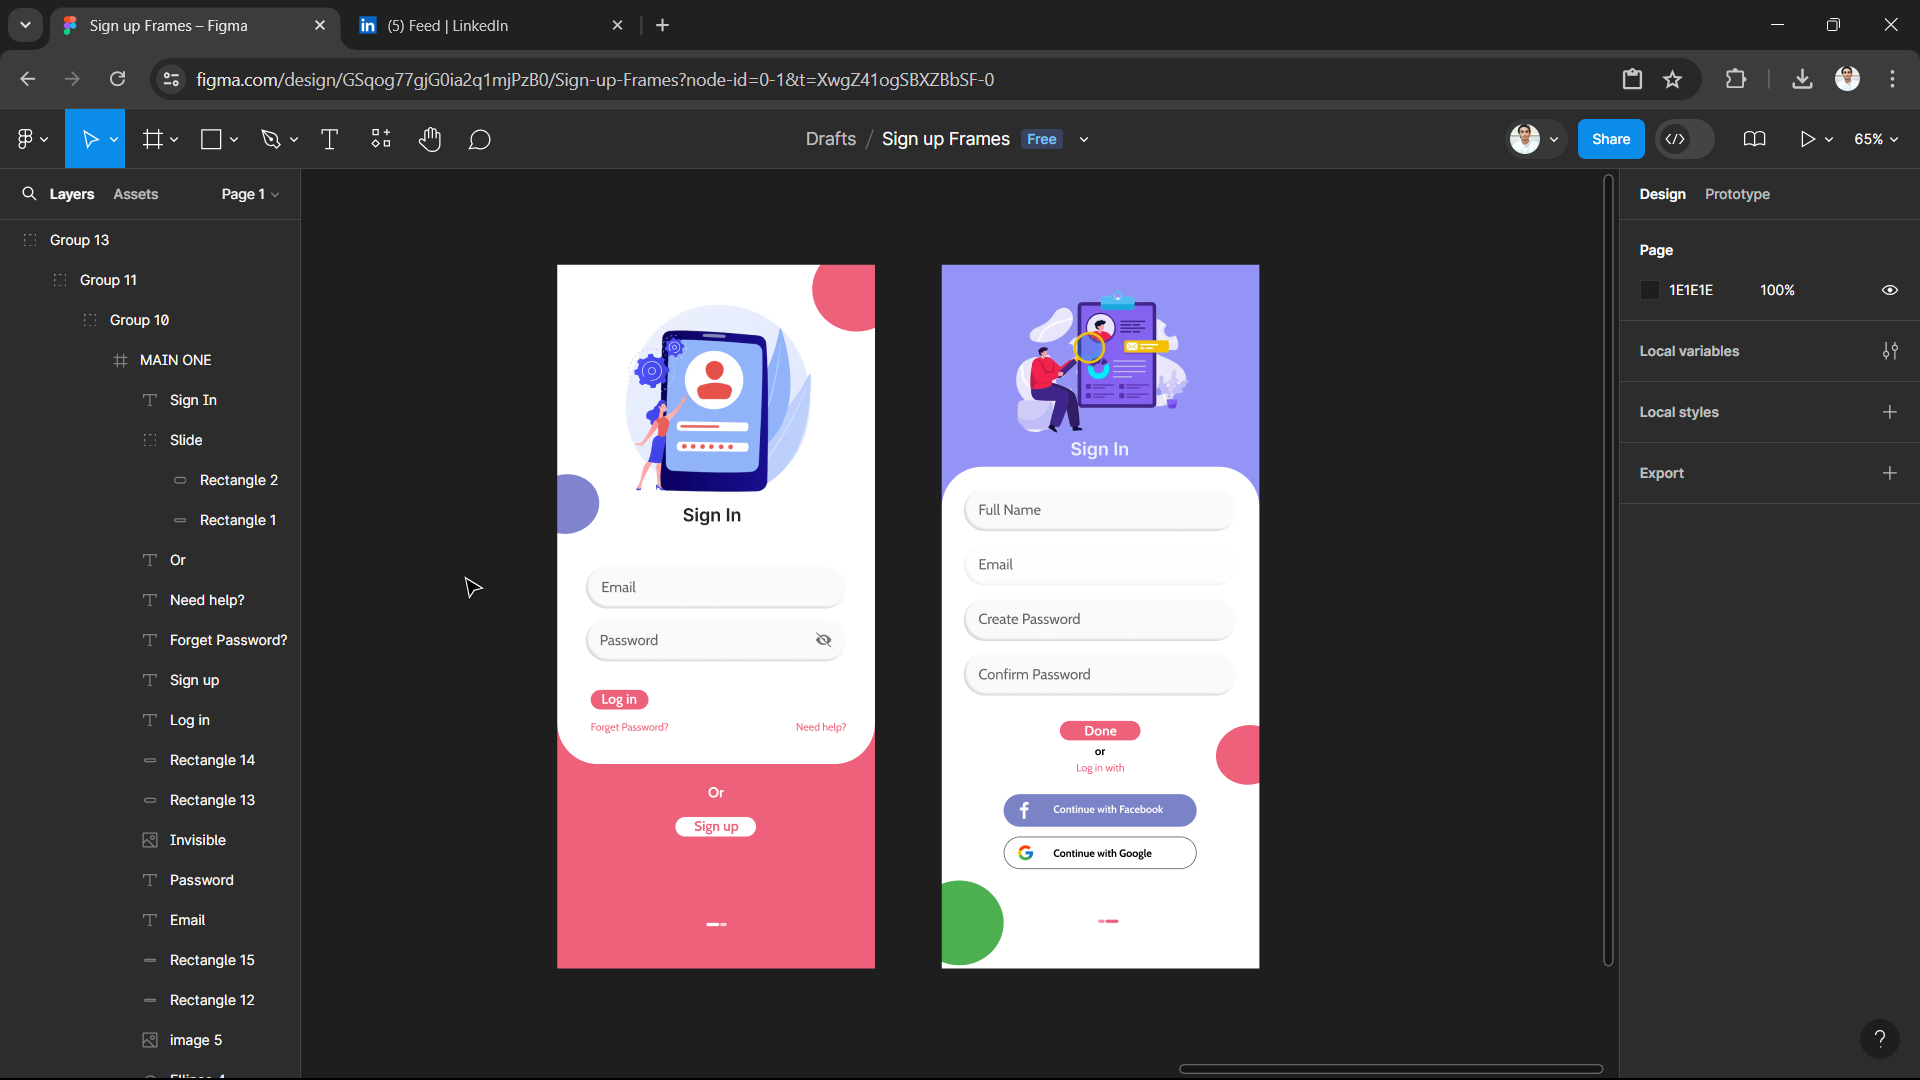 Sign up Frames – Figma
in (5) Feed | LinkedIn
figma.com/design/GSqog77gjG0ia2q1mjPzB0/Sign-up-Frames?node-id=0-1&t=XwgZ41ogSBXZBbSF-0
Drafts / Sign up Frames Free
Share
65%
Layers Assets Page 1
Group 13
Group 11
Group 10
MAIN ONE
Sign In
Slide
Rectangle 2
Rectangle 1
Or
Need help?
Forget Password?
Sign up
Log in
Rectangle 14
Rectangle 13
Invisible
Password
Email
Rectangle 15
Rectangle 12
image 5
Sign In
Email
Password
Log in
Forget Password? Need help?
Or
Sign up
Sign In
Full Name
Email
Create Password
Confirm Password
Done
or
Log in with
Continue with Facebook
Continue with Google
Design Prototype
Page
1E1E1E 100%
Local variables
Local styles
Export
?